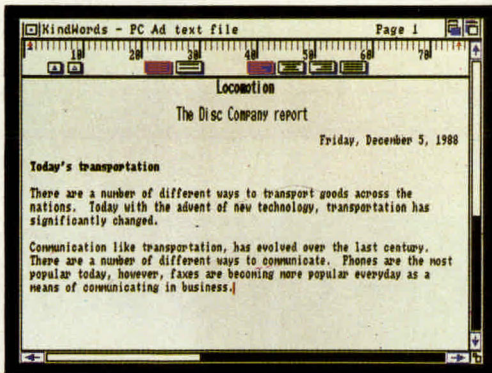 KindWords - PC Ad text file Page 1
10 20 30 40 50 60 70
Locomotion
The Disc Company report
Friday, December 5, 1988
Today's transportation
There are a number of different ways to transport goods across the
nations. Today with the advent of new technology, transportation has
significantly changed.
Communication like transportation, has evolved over the last century.
There are a number of different ways to communicate. Phones are the most
popular today, however, faxes are becoming more popular everyday as a
means of communicating in business.